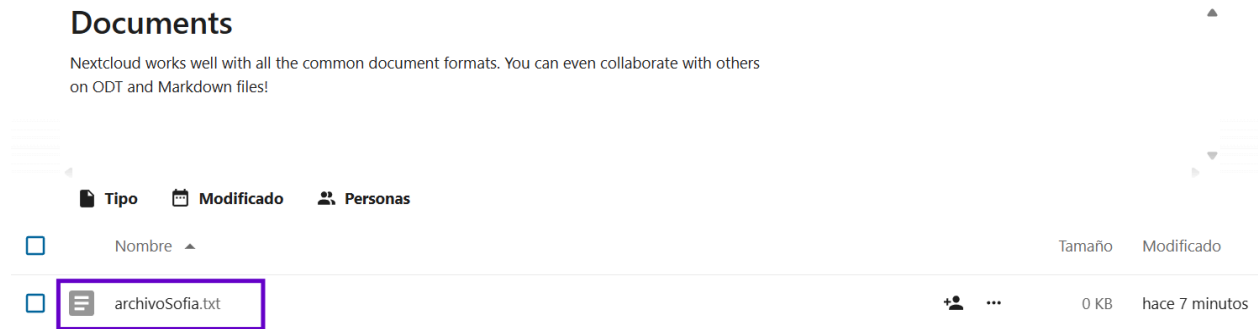 Documents
Nextcloud works well with all the common document formats. You can even collaborate with others
on ODT and Markdown files!
Tipo Modificado Personas
Nombre Tamaño Modificado
archivoSofia.txt 0 KB hace 7 minutos